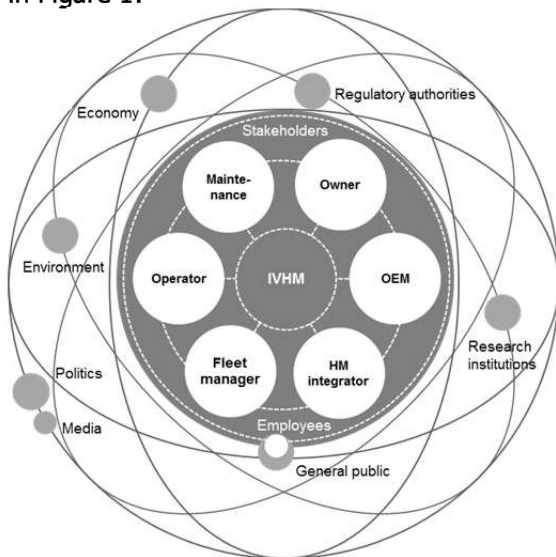 in Figure 1.
Economy
Regulatory authorities
Stakeholders
Mainte-
nance
Owner
Environment
Operator
IVHM
OEM
Research
institutions
Fleet
manager
HM
integrator
Politics
Media
Employees
General public